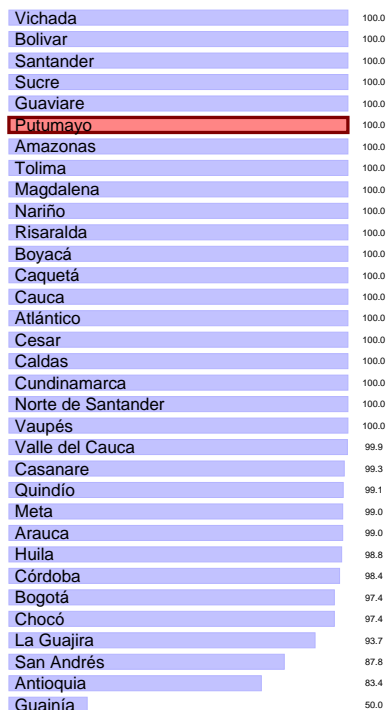 Vichada 100.0
Bolivar 100.0
Santander 100.0
Sucre 100.0
Guaviare 100.0
Putumayo 100.0
Amazonas 100.0
Tolima 100.0
Magdalena 100.0
Nariño 100.0
Risaralda 100.0
Boyacá 100.0
Caquetá 100.0
Cauca 100.0
Atlántico 100.0
Cesar 100.0
Caldas 100.0
Cundinamarca 100.0
Norte de Santander 100.0
Vaupés 100.0
Valle del Cauca 99.9
Casanare 99.3
Quindío 99.1
Meta 99.0
Arauca 99.0
Huila 98.8
Córdoba 98.4
Bogotá 97.4
Chocó 97.4
La Guajira 93.7
San Andrés 87.8
Antioquia 83.4
Guainía 50.0